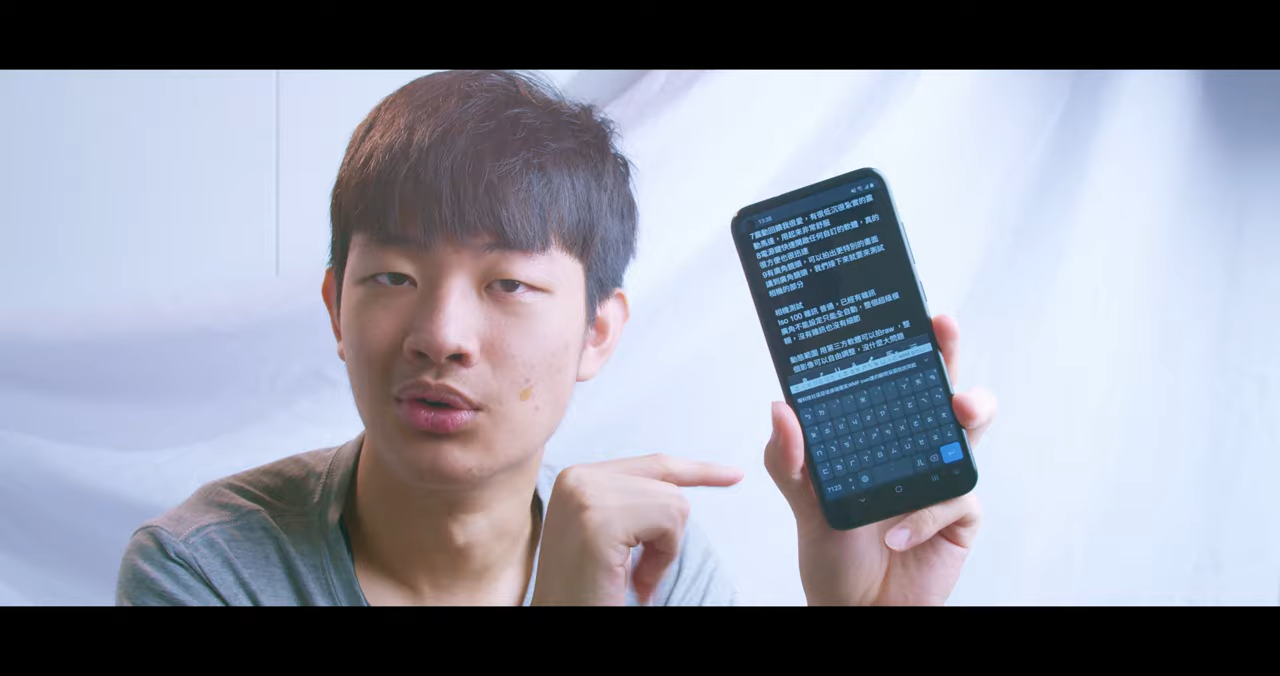 13:35
7震動回饋我很愛，有很低沉很紮實的震
動馬達，用起來非常舒服
8電源鍵快速開啟任何自訂的軟體，真的
很方便也很迅速
9有廣角鏡頭，可以拍出更特別的畫面
講到廣角鏡頭，我們接下來就要來測試
相機的部分
相機測試
Iso 100 雜訊 普通，已經有雜訊
廣角不能設定只能全自動，整個超級模
糊，沒有雜訊也沒有細節
動態範圍 用第三方軟體可以拍raw，整
個影像可以自由調整，沒什麼大問題
?123